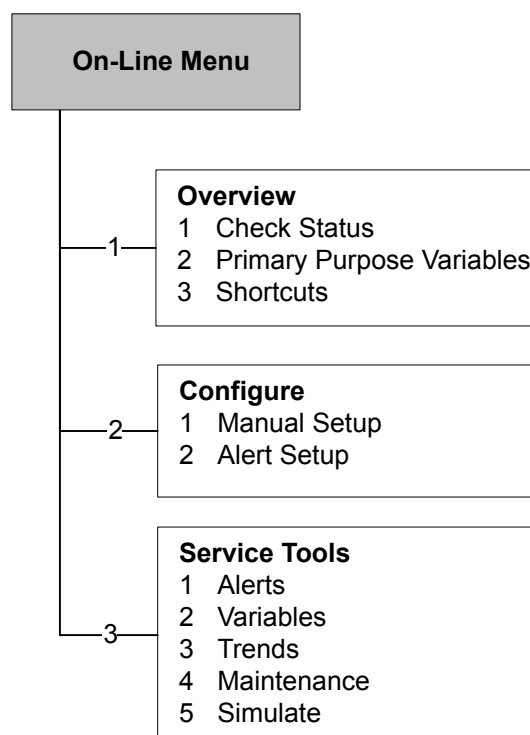 On-Line Menu
1
Overview
1 Check Status
2 Primary Purpose Variables
3 Shortcuts
2
Configure
1 Manual Setup
2 Alert Setup
3
Service Tools
1 Alerts
2 Variables
3 Trends
4 Maintenance
5 Simulate